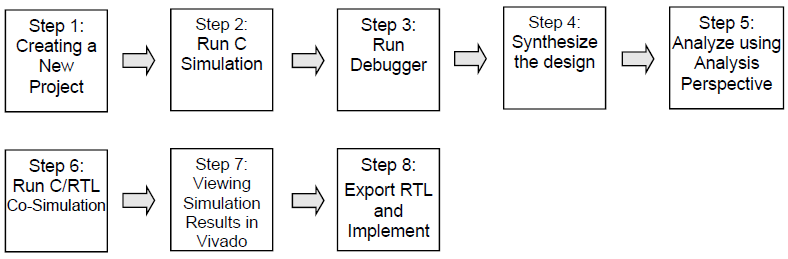 Step 1:
Creating a
New
Project
Step 2:
Run C
Simulation
Step 3:
Run
Debugger
Step 4:
Synthesize
the design
Step 5:
Analyze using
Analysis
Perspective
Step 6:
Run C/RTL
Co-Simulation
Step 7:
Viewing
Simulation
Results in
Vivado
Step 8:
Export RTL
and
Implement